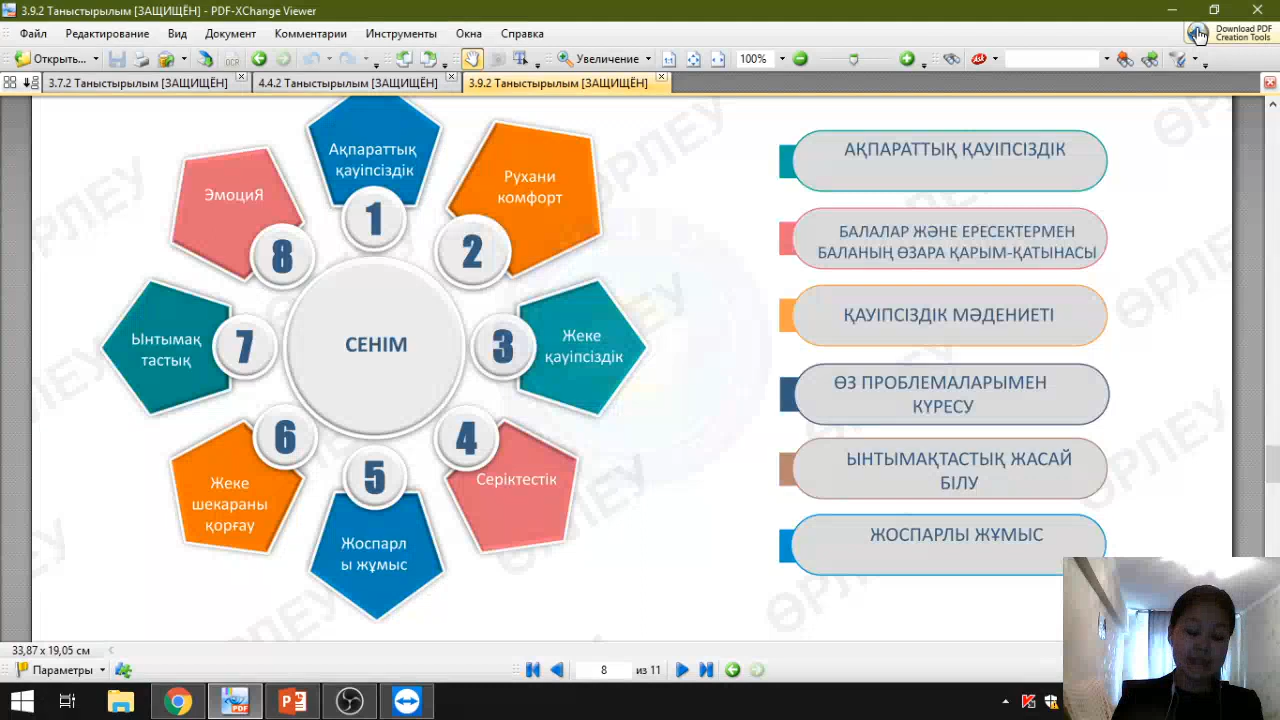 3.9.2 Таныстырылым [ЗАЩИЩЁН] - PDF-XChange Viewer
Файл Редактирование Вид Документ Комментарии Инструменты Окна Справка
Download PDF
Creation Tools
Открыть... OCR Увеличение 100%
3.7.2 Таныстырылым [ЗАЩИЩЁН] 4.4.2 Таныстырылым [ЗАЩИЩЁН] 3.9.2 Таныстырылым [ЗАЩИЩЁН]
Ақпараттық
қауіпсіздік
1
Рухани
комфорт
2
Жеке
қауіпсіздік
3
Серіктестік
4
Жоспарл
ы жұмыс
5
Жеке
шекараны
қорғау
6
Ынтымақ
тастық
7
ЭмоциЯ
8
СЕНІМ
АҚПАРАТТЫҚ ҚАУІПСІЗДІК
БАЛАЛАР ЖӘНЕ ЕРЕСЕКТЕРМЕН
БАЛАНЫҢ ӨЗАРА ҚАРЫМ-ҚАТЫНАСЫ
ҚАУІПСІЗДІК МӘДЕНИЕТІ
ӨЗ ПРОБЛЕМАЛАРЫМЕН
КҮРЕСУ
ЫНТЫМАҚТАСТЫҚ ЖАСАЙ
БІЛУ
ЖОСПАРЛЫ ЖҰМЫС
ӨРЛЕУ
33,87 x 19,05 см
Параметры 8 из 11